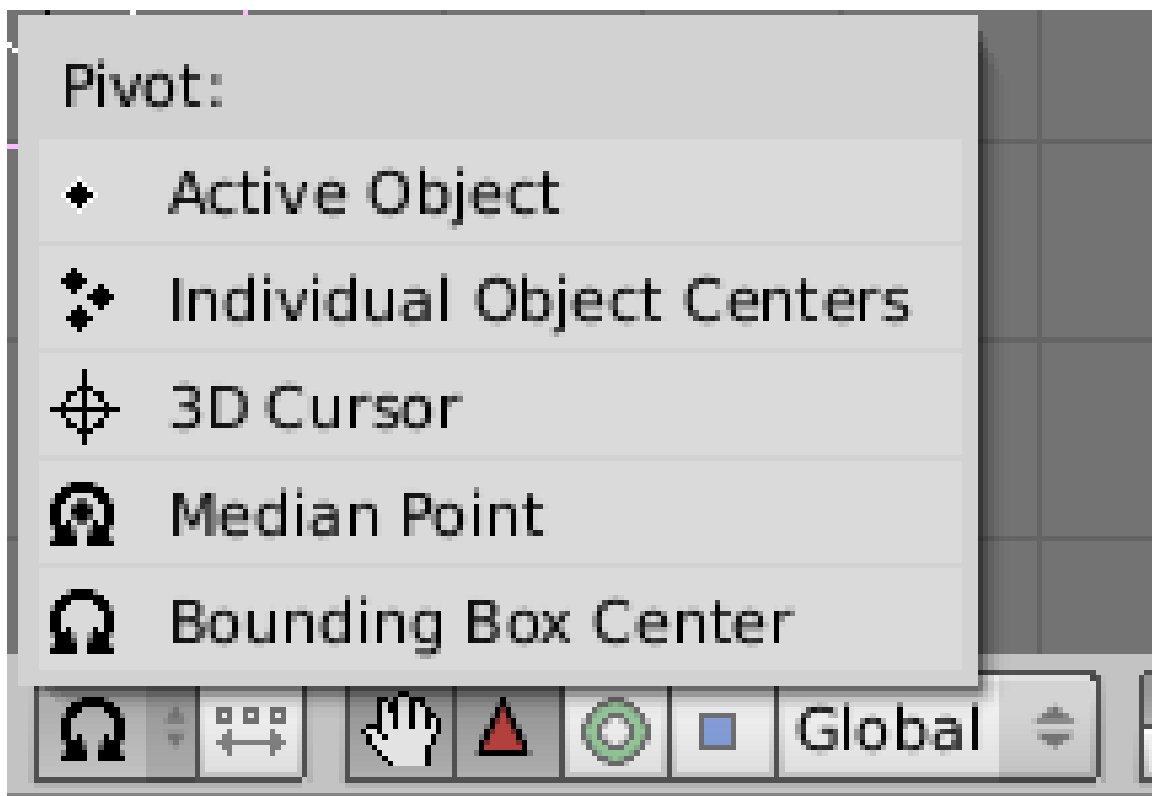 Pivot:
Active Object
Individual Object Centers
3D Cursor
Median Point
Bounding Box Center
Global